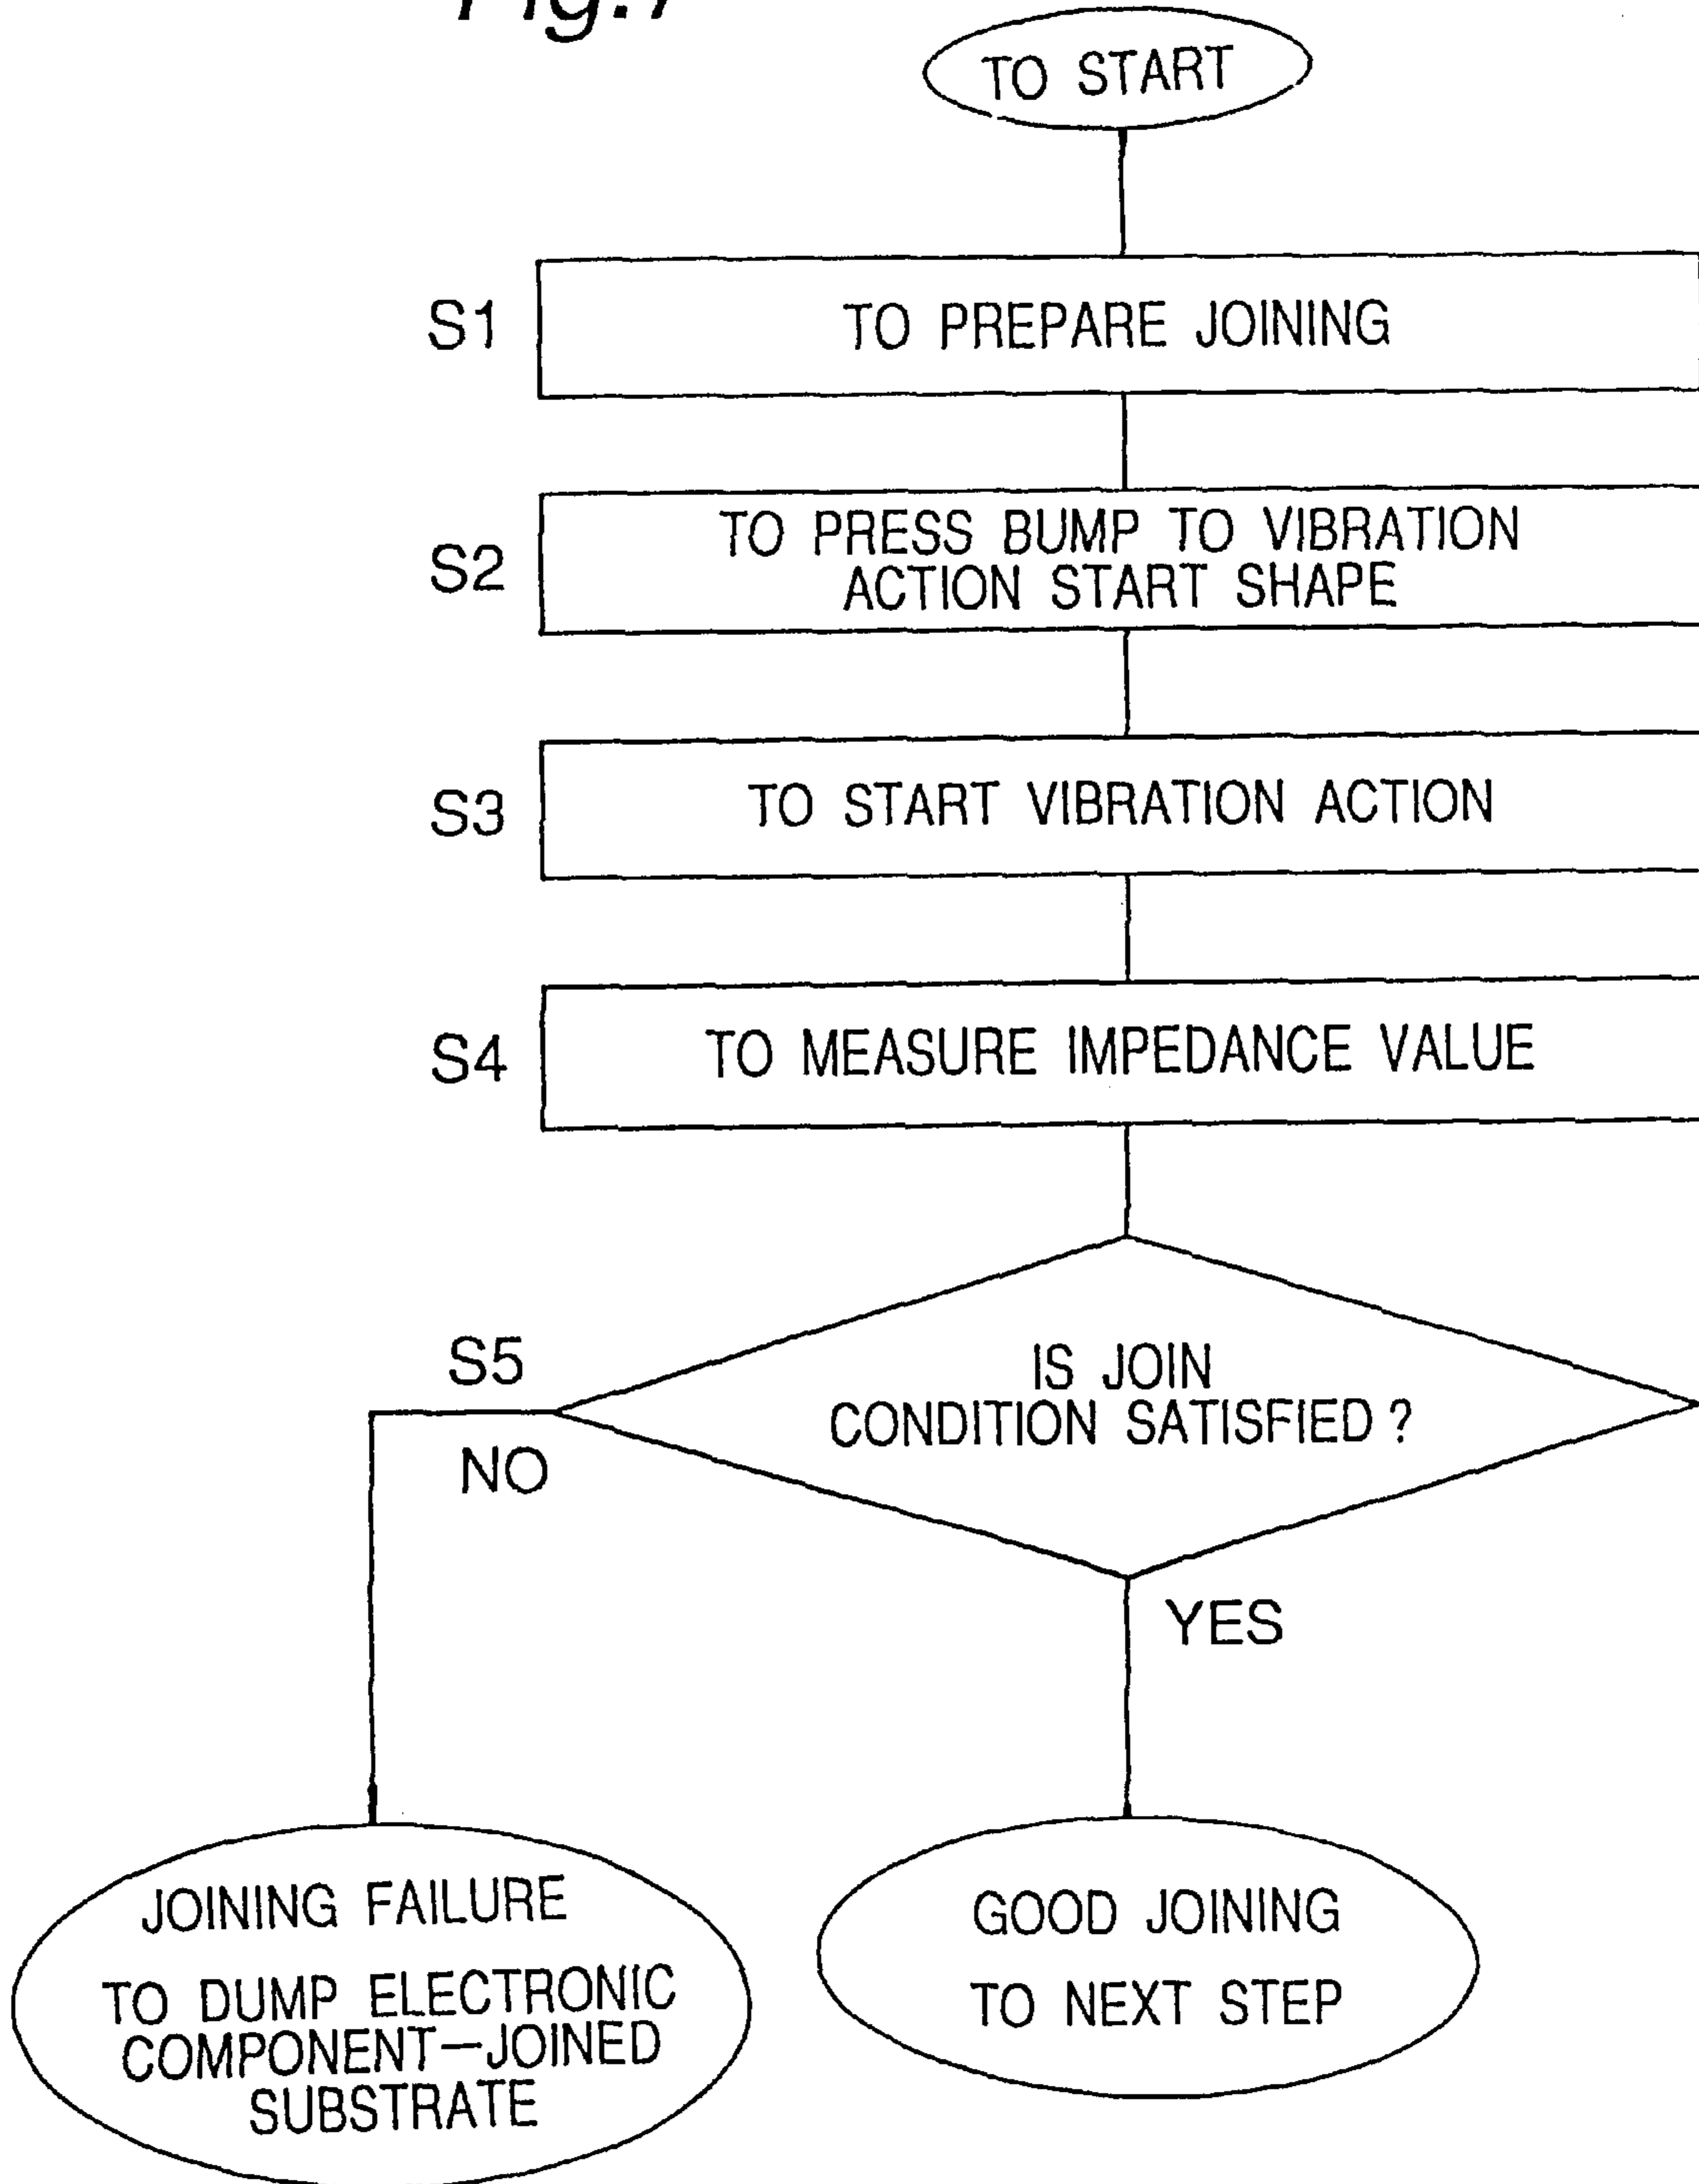 TO START
S1
TO PREPARE JOINING
S2
TO PRESS BUMP TO VIBRATION
ACTION START SHAPE
S3
TO START VIBRATION ACTION
S4
TO MEASURE IMPEDANCE VALUE
S5
IS JOIN
CONDITION SATISFIED ?
NO
YES
JOINING FAILURE
TO DUMP ELECTRONIC
COMPONENT—JOINED
SUBSTRATE
GOOD JOINING
TO NEXT STEP